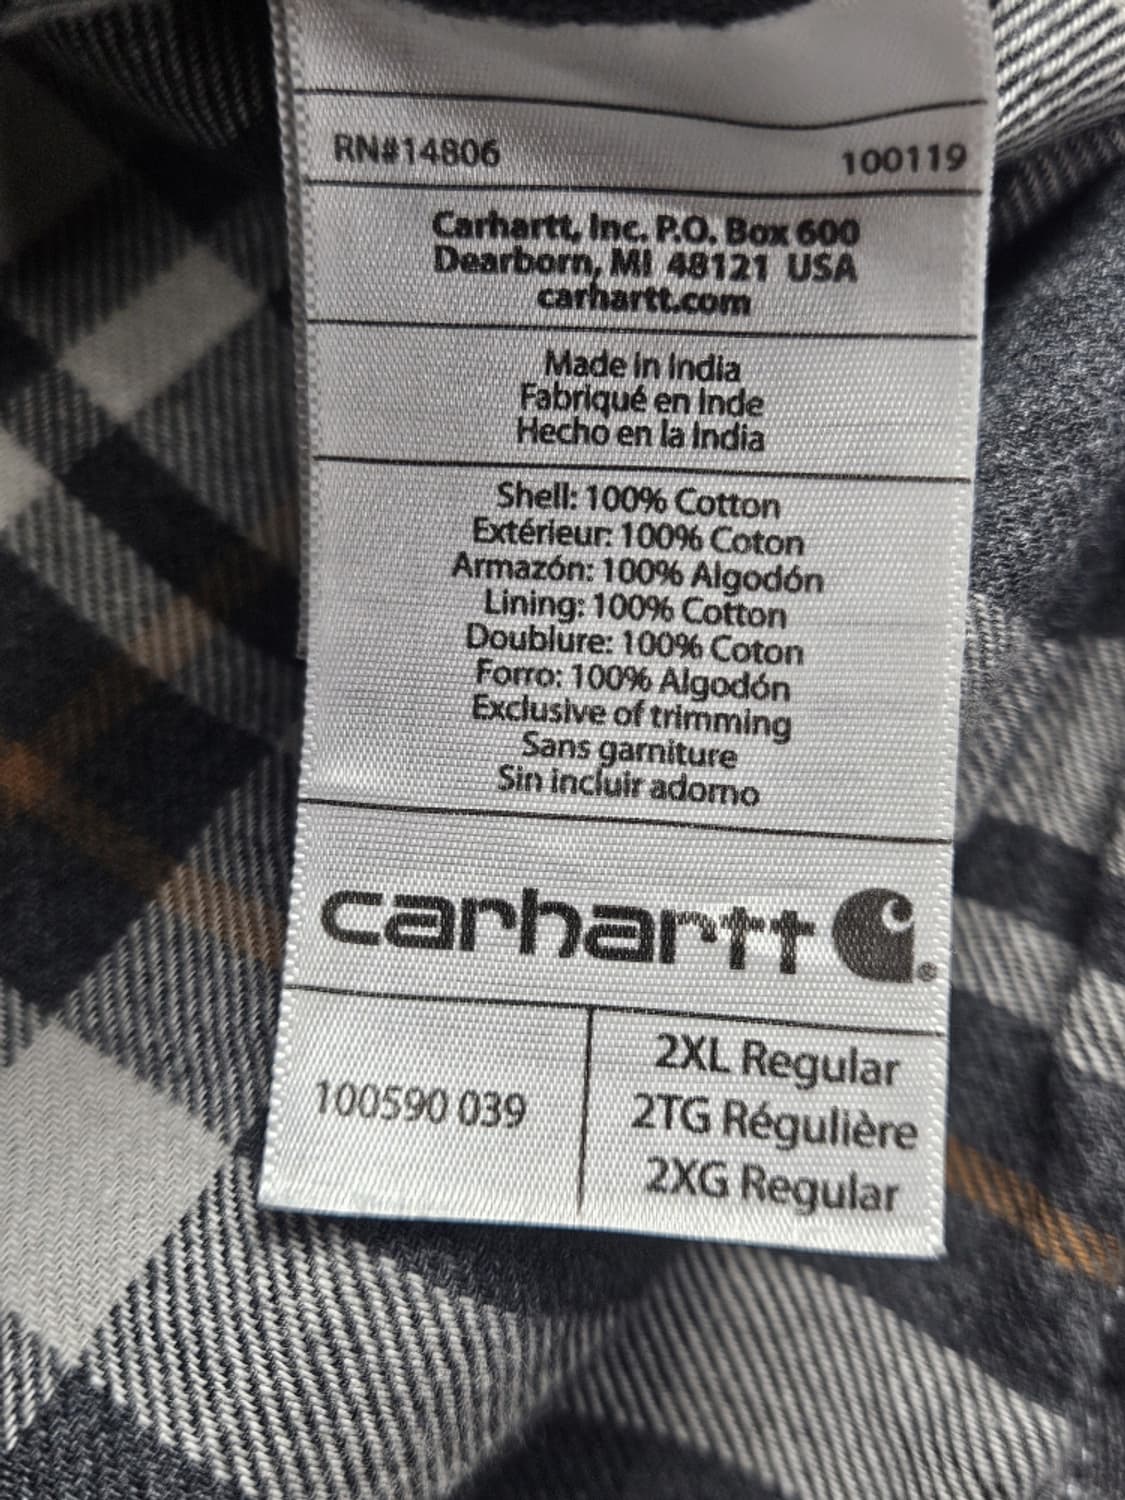 RN#14806 100119
Carhartt, Inc. P.O. Box 600
Dearborn, MI 48121 USA
carhartt.com
Made in India
Fabriqué en Inde
Hecho en la India
Shell: 100% Cotton
Extérieur: 100% Coton
Armazón: 100% Algodón
Lining: 100% Cotton
Doublure: 100% Coton
Forro: 100% Algodón
Exclusive of trimming
Sans garniture
Sin incluir adorno
carhartt ®
100590 039
2XL Regular
2TG Régulière
2XG Regular